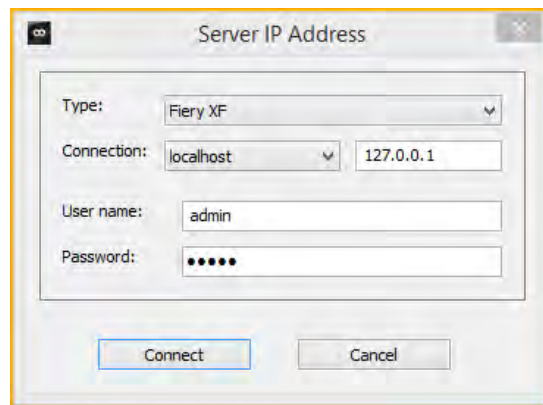 Server IP Address
Type: Fiery XF
Connection: localhost 127.0.0.1
User name: admin
Password: •••••
Connect Cancel